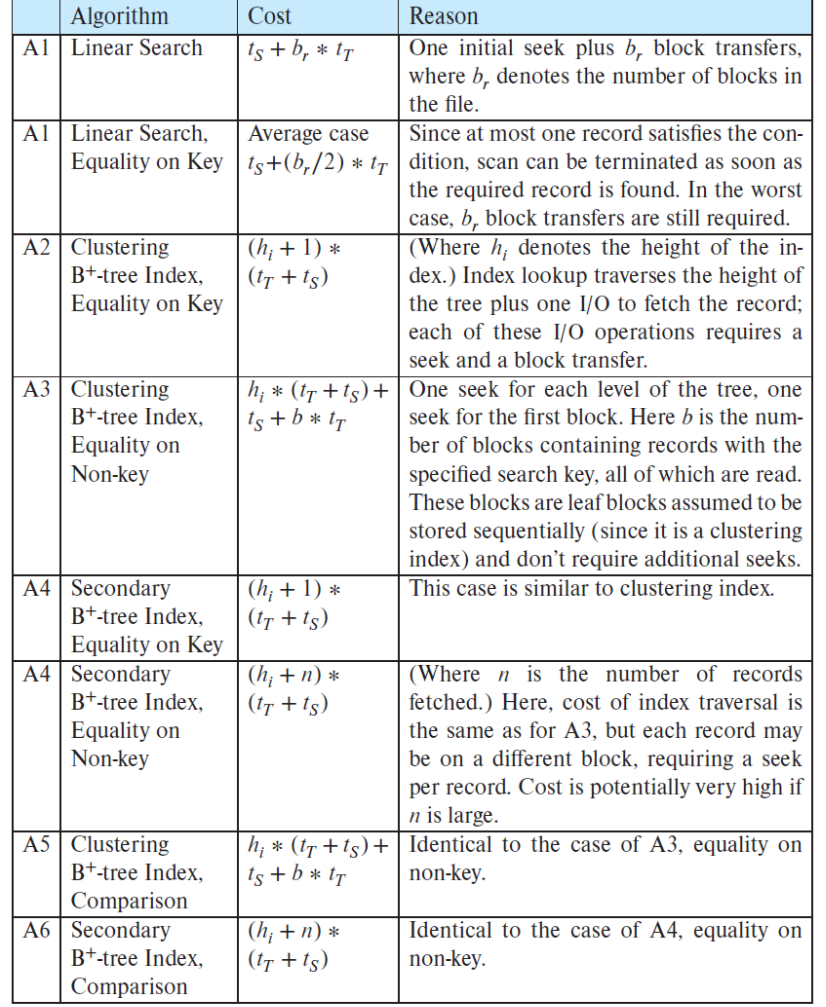 Algorithm Cost Reason
A1 Linear Search t_S + b_r * t_T One initial seek plus b_r block transfers,
where b_r denotes the number of blocks in
the file.
A1 Linear Search, Average case Since at most one record satisfies the con-
Equality on Key t_S+(b_r/2) * t_T dition, scan can be terminated as soon as
the required record is found. In the worst
case, b_r block transfers are still required.
A2 Clustering (h_i + 1) * (Where h_i denotes the height of the in-
B⁺-tree Index, (t_T + t_S) dex.) Index lookup traverses the height of
Equality on Key the tree plus one I/O to fetch the record;
each of these I/O operations requires a
seek and a block transfer.
A3 Clustering h_i * (t_T + t_S) + One seek for each level of the tree, one
B⁺-tree Index, t_S + b * t_T seek for the first block. Here b is the num-
Equality on ber of blocks containing records with the
Non-key specified search key, all of which are read.
These blocks are leaf blocks assumed to be
stored sequentially (since it is a clustering
index) and don't require additional seeks.
A4 Secondary (h_i + 1) * This case is similar to clustering index.
B⁺-tree Index, (t_T + t_S)
Equality on Key
A4 Secondary (h_i + n) * (Where n is the number of records
B⁺-tree Index, (t_T + t_S) fetched.) Here, cost of index traversal is
Equality on the same as for A3, but each record may
Non-key be on a different block, requiring a seek
per record. Cost is potentially very high if
n is large.
A5 Clustering h_i * (t_T + t_S) + Identical to the case of A3, equality on
B⁺-tree Index, t_S + b * t_T non-key.
Comparison
A6 Secondary (h_i + n) * Identical to the case of A4, equality on
B⁺-tree Index, (t_T + t_S) non-key.
Comparison